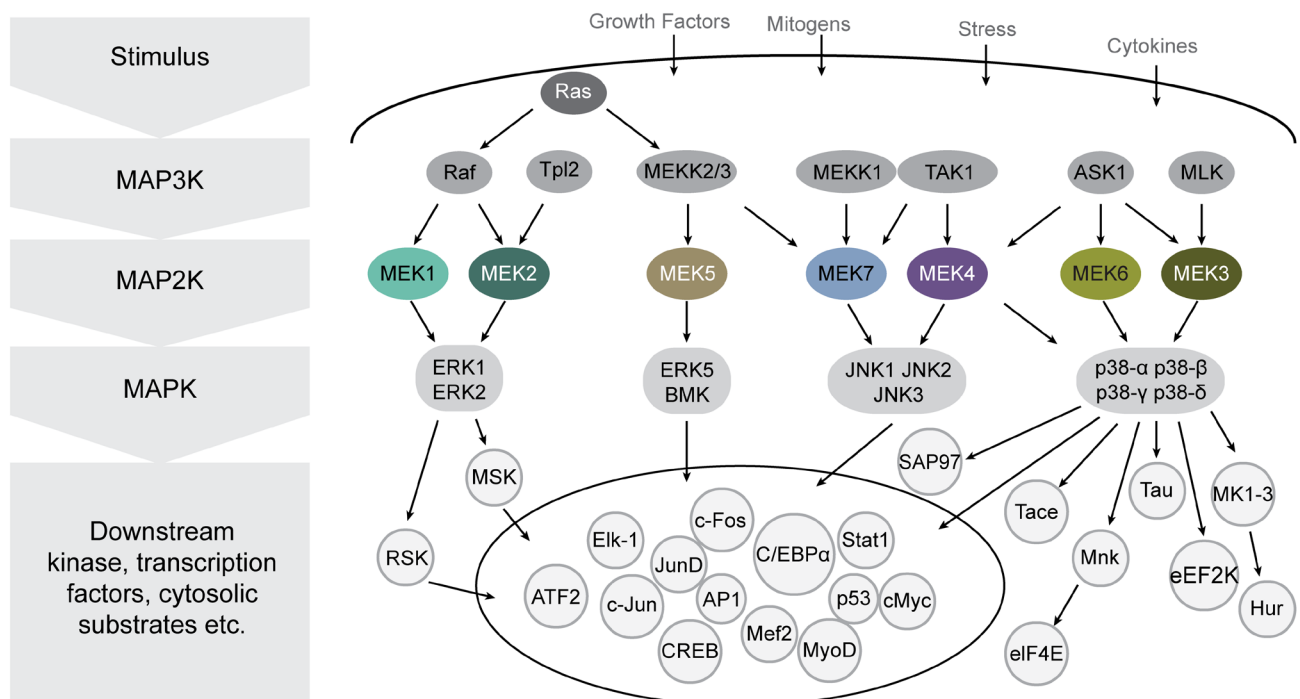 Stimulus
MAP3K
MAP2K
MAPK
Downstream
kinase, transcription
factors, cytosolic
substrates etc.
Growth Factors
Mitogens
Stress
Cytokines
Ras
Raf
Tpl2
MEKK2/3
MEKK1
TAK1
ASK1
MLK
MEK1
MEK2
MEK5
MEK7
MEK4
MEK6
MEK3
ERK1
ERK2
ERK5
BMK
JNK1 JNK2
JNK3
p38-α p38-β
p38-γ p38-δ
MSK
RSK
SAP97
Tace
Tau
MK1-3
Mnk
eEF2K
Hur
eIF4E
Elk-1
c-Fos
JunD
C/EBPα
Stat1
ATF2
c-Jun
AP1
p53
cMyc
CREB
Mef2
MyoD